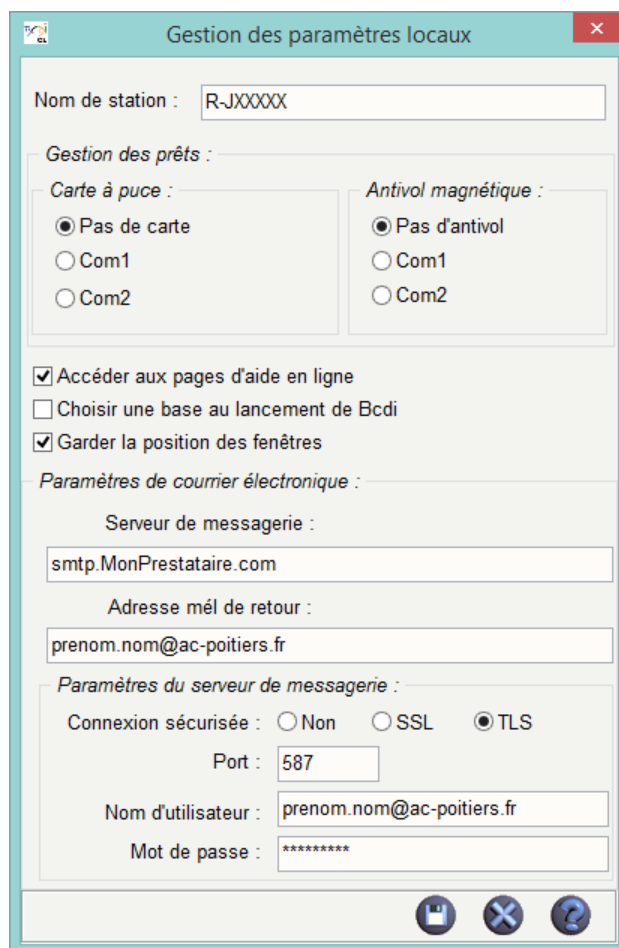 Gestion des paramètres locaux
Nom de station : R-JXXXXX
Gestion des prêts :
Carte à puce : Antivol magnétique :
Pas de carte Pas d'antivol
Com1 Com1
Com2 Com2
Accéder aux pages d'aide en ligne
Choisir une base au lancement de Bcdi
Garder la position des fenêtres
Paramètres de courrier électronique :
Serveur de messagerie :
smtp.MonPrestataire.com
Adresse mél de retour :
prenom.nom@ac-poitiers.fr
Paramètres du serveur de messagerie :
Connexion sécurisée : Non SSL TLS
Port : 587
Nom d'utilisateur : prenom.nom@ac-poitiers.fr
Mot de passe : *********